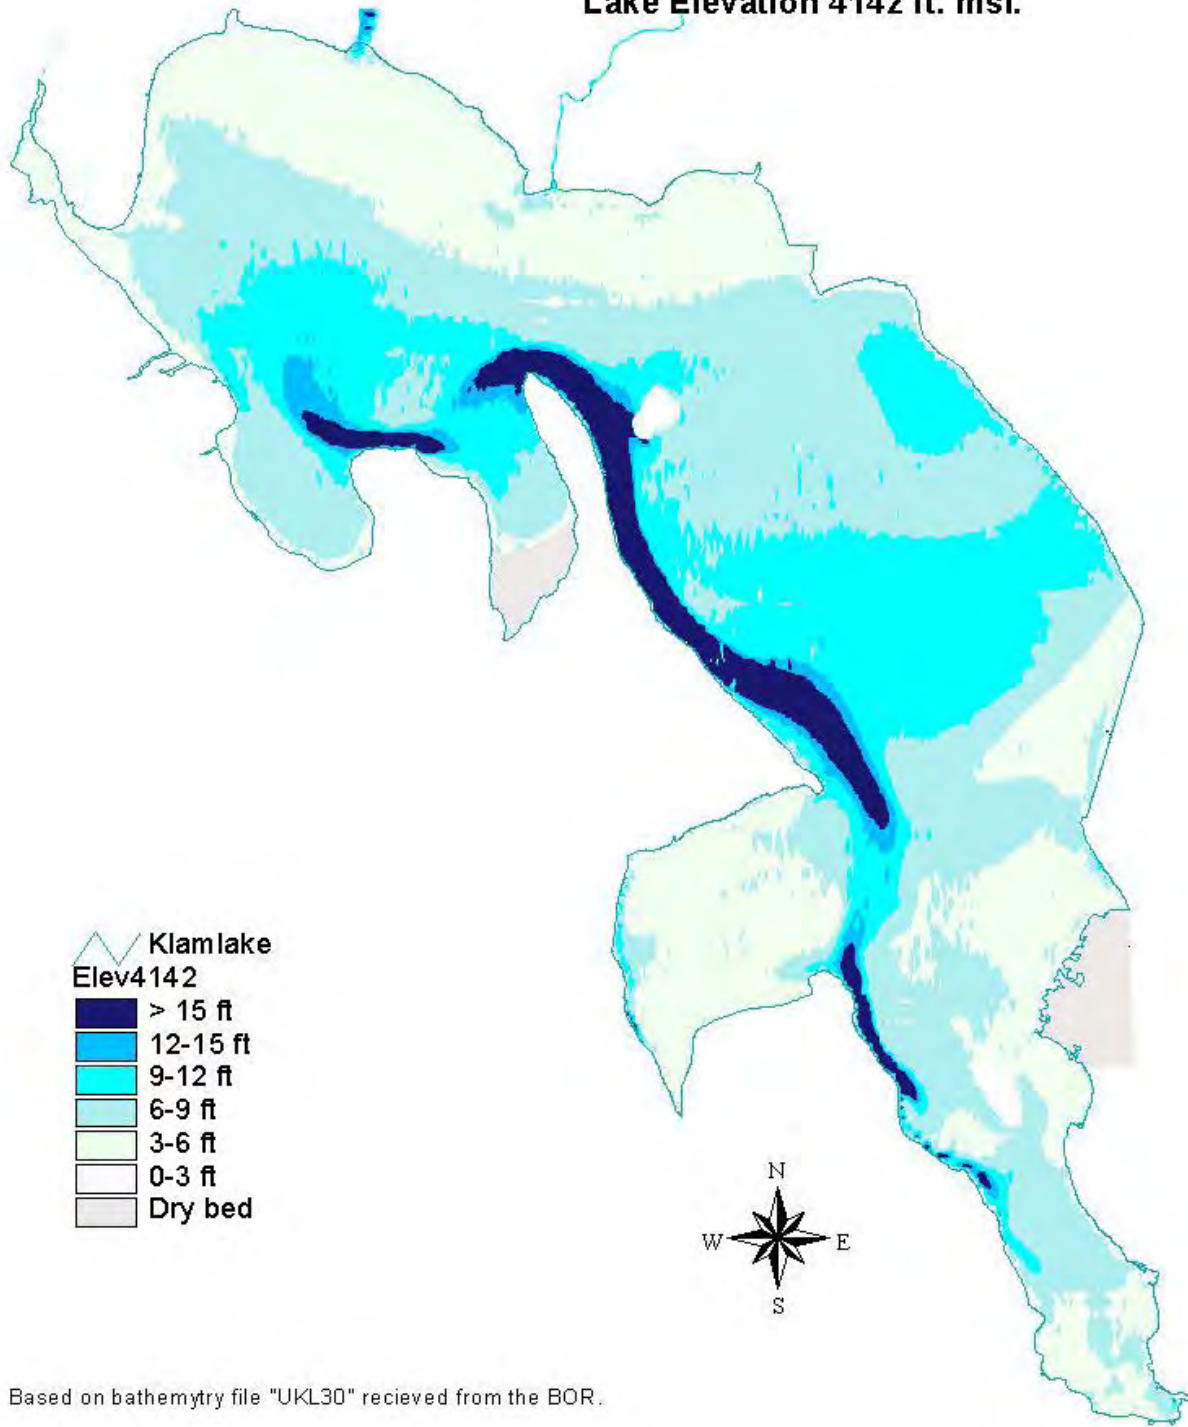 Lake Elevation 4142 ft. msl.
Klamlake
Elev4142
> 15 ft
12-15 ft
9-12 ft
6-9 ft
3-6 ft
0-3 ft
Dry bed
N
W E
S
Based on bathemytry file "UKL30" recieved from the BOR.